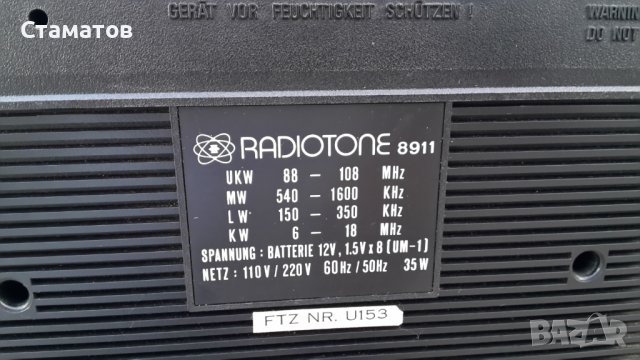 Стаматов
GERÄT VOR FEUCHTIGKEIT SCHÜTZEN!
WARNIN
DO NOT
RADIOTONE 8911
UKW 88 — 108 MHz
MW 540 — 1600 KHz
LW 150 — 350 KHz
KW 6 — 18 MHz
SPANNUNG : BATTERIE 12V, 1.5V x 8 (UM-1)
NETZ : 110V / 220V 60Hz / 50Hz 35W
FTZ NR. U153
BAZAR